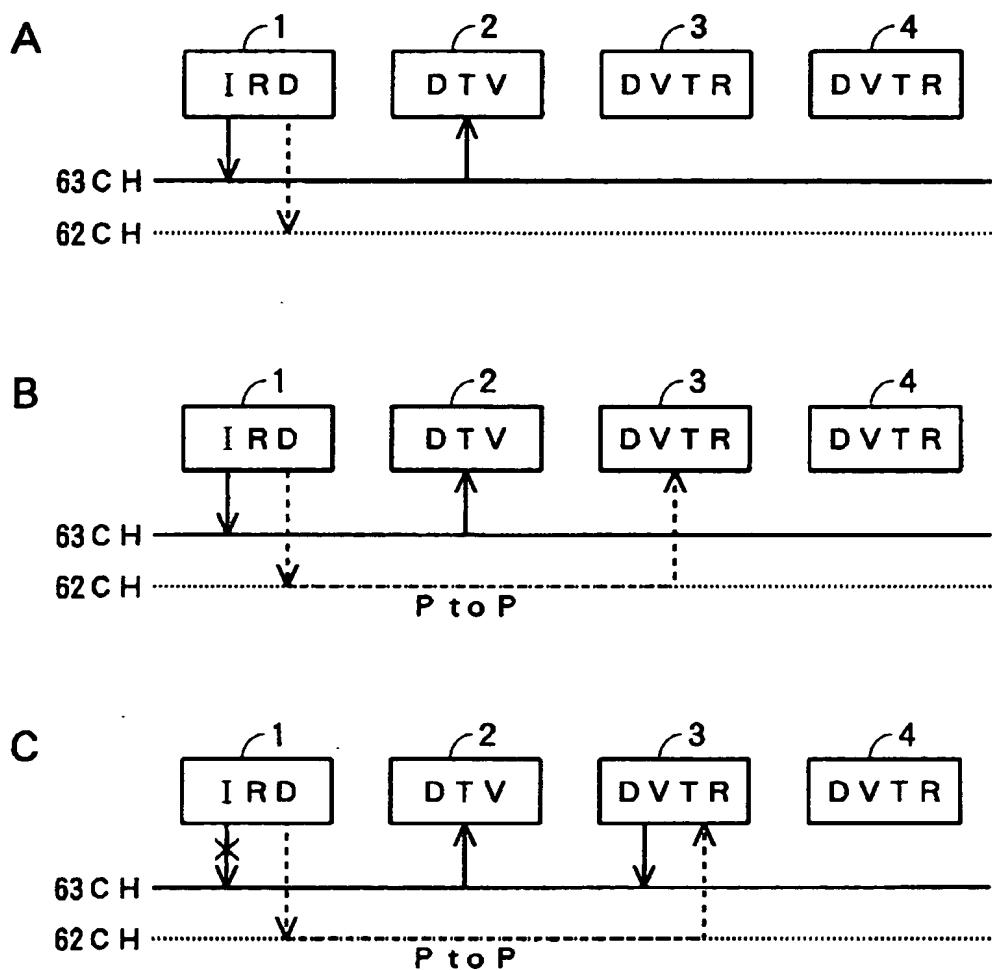 A
1 2 3 4
IRD DTV DVTR DVTR
63CH
62CH
B
1 2 3 4
IRD DTV DVTR DVTR
63CH
62CH
P to P
C
1 2 3 4
IRD DTV DVTR DVTR
63CH
62CH
P to P